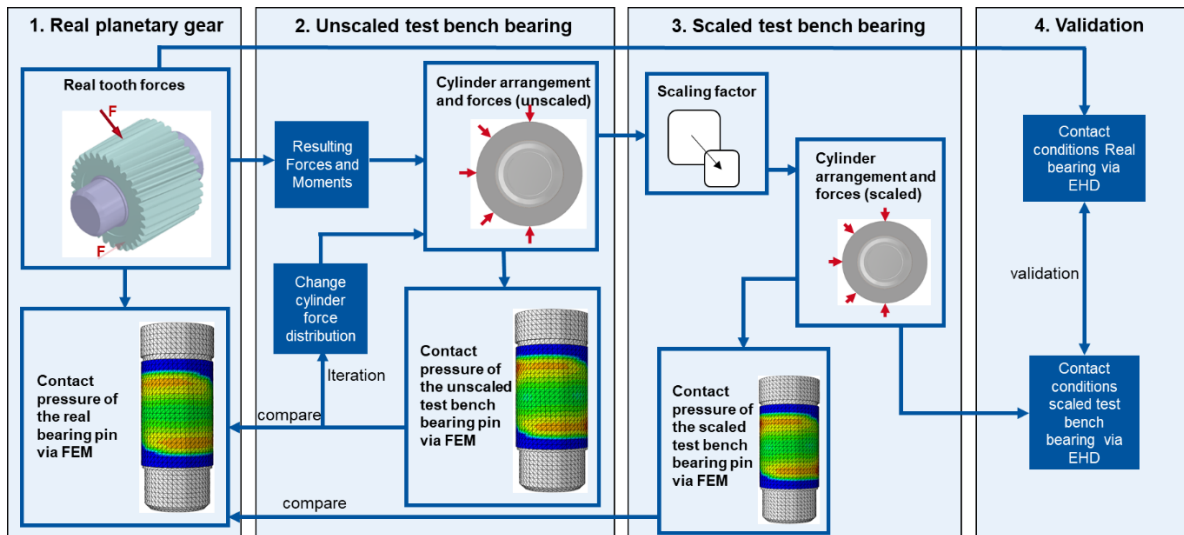 1. Real planetary gear
Real tooth forces
F
F
Contact
pressure of
the real
bearing pin
via FEM
2. Unscaled test bench bearing
Resulting
Forces and
Moments
Cylinder arrangement
and forces (unscaled)
Change
cylinder
force
distribution
Iteration
compare
Contact
pressure of
the unscaled
test bench
bearing pin
via FEM
compare
3. Scaled test bench bearing
Scaling factor
Cylinder
arrangement and
forces (scaled)
Contact
pressure of
the scaled
test bench
bearing pin
via FEM
4. Validation
Contact
conditions Real
bearing via
EHD
validation
Contact
conditions
scaled test
bench
bearing via
EHD